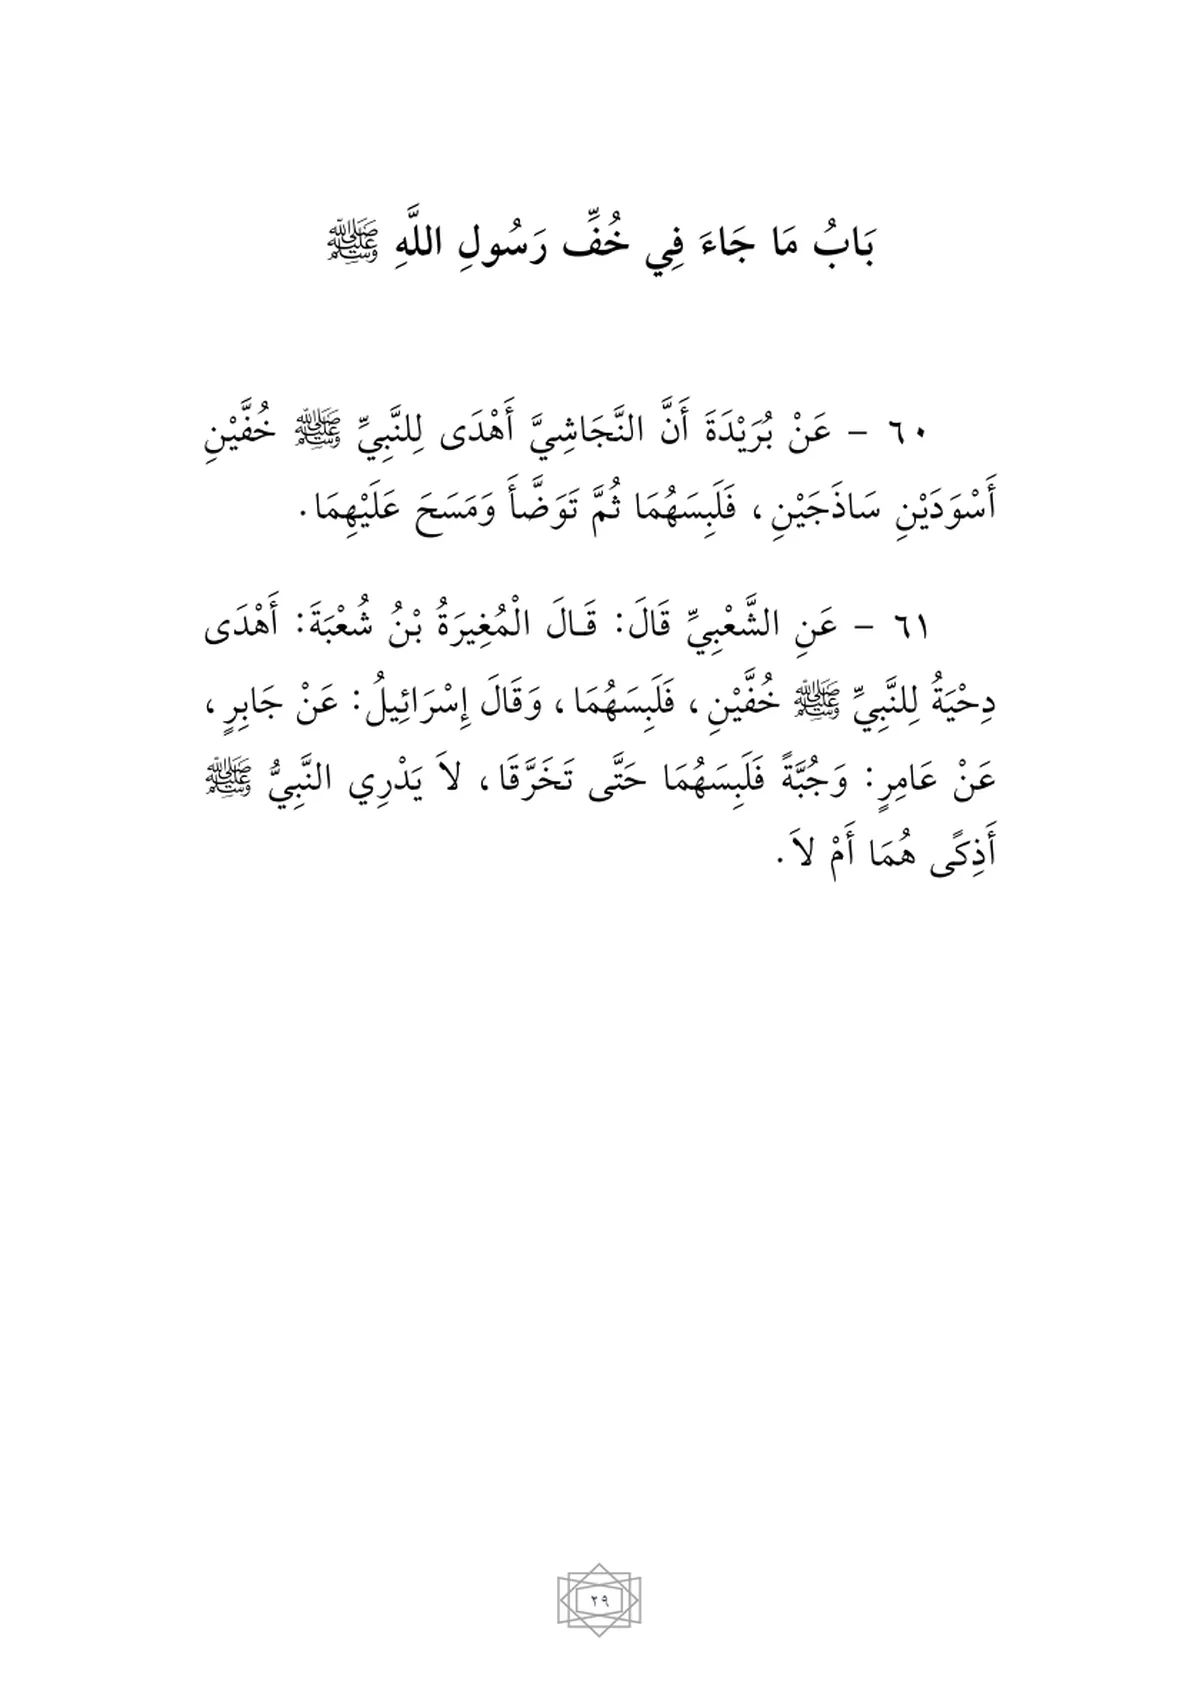 بَابُ مَا جَاءَ فِي خُفِّ رَسُولِ اللَّهِ ﷺ
٦٠ – عَنْ بُرَيْدَةَ أَنَّ النَّجَاشِيَّ أَهْدَى لِلنَّبِيِّ ﷺ خُفَّيْنِ
أَسْوَدَيْنِ سَاذَجَيْنِ، فَلَبِسَهُمَا ثُمَّ تَوَضَّأَ وَمَسَحَ عَلَيْهِمَا.
٦١ – عَنِ الشَّعْبِيِّ قَالَ: قَـالَ الْمُغِيرَةُ بْنُ شُعْبَةَ: أَهْدَى
دِحْيَةُ لِلنَّبِيِّ ﷺ خُفَّيْنِ، فَلَبِسَهُمَا، وَقَالَ إِسْرَائِيلُ: عَنْ جَابِرٍ،
عَنْ عَامِرٍ: وَجُبَّةً فَلَبِسَهُمَا حَتَّى تَخَرَّقَا، لاَ يَدْرِي النَّبِيُّ ﷺ
أَذِكًى هُمَا أَمْ لاَ.
٢٩